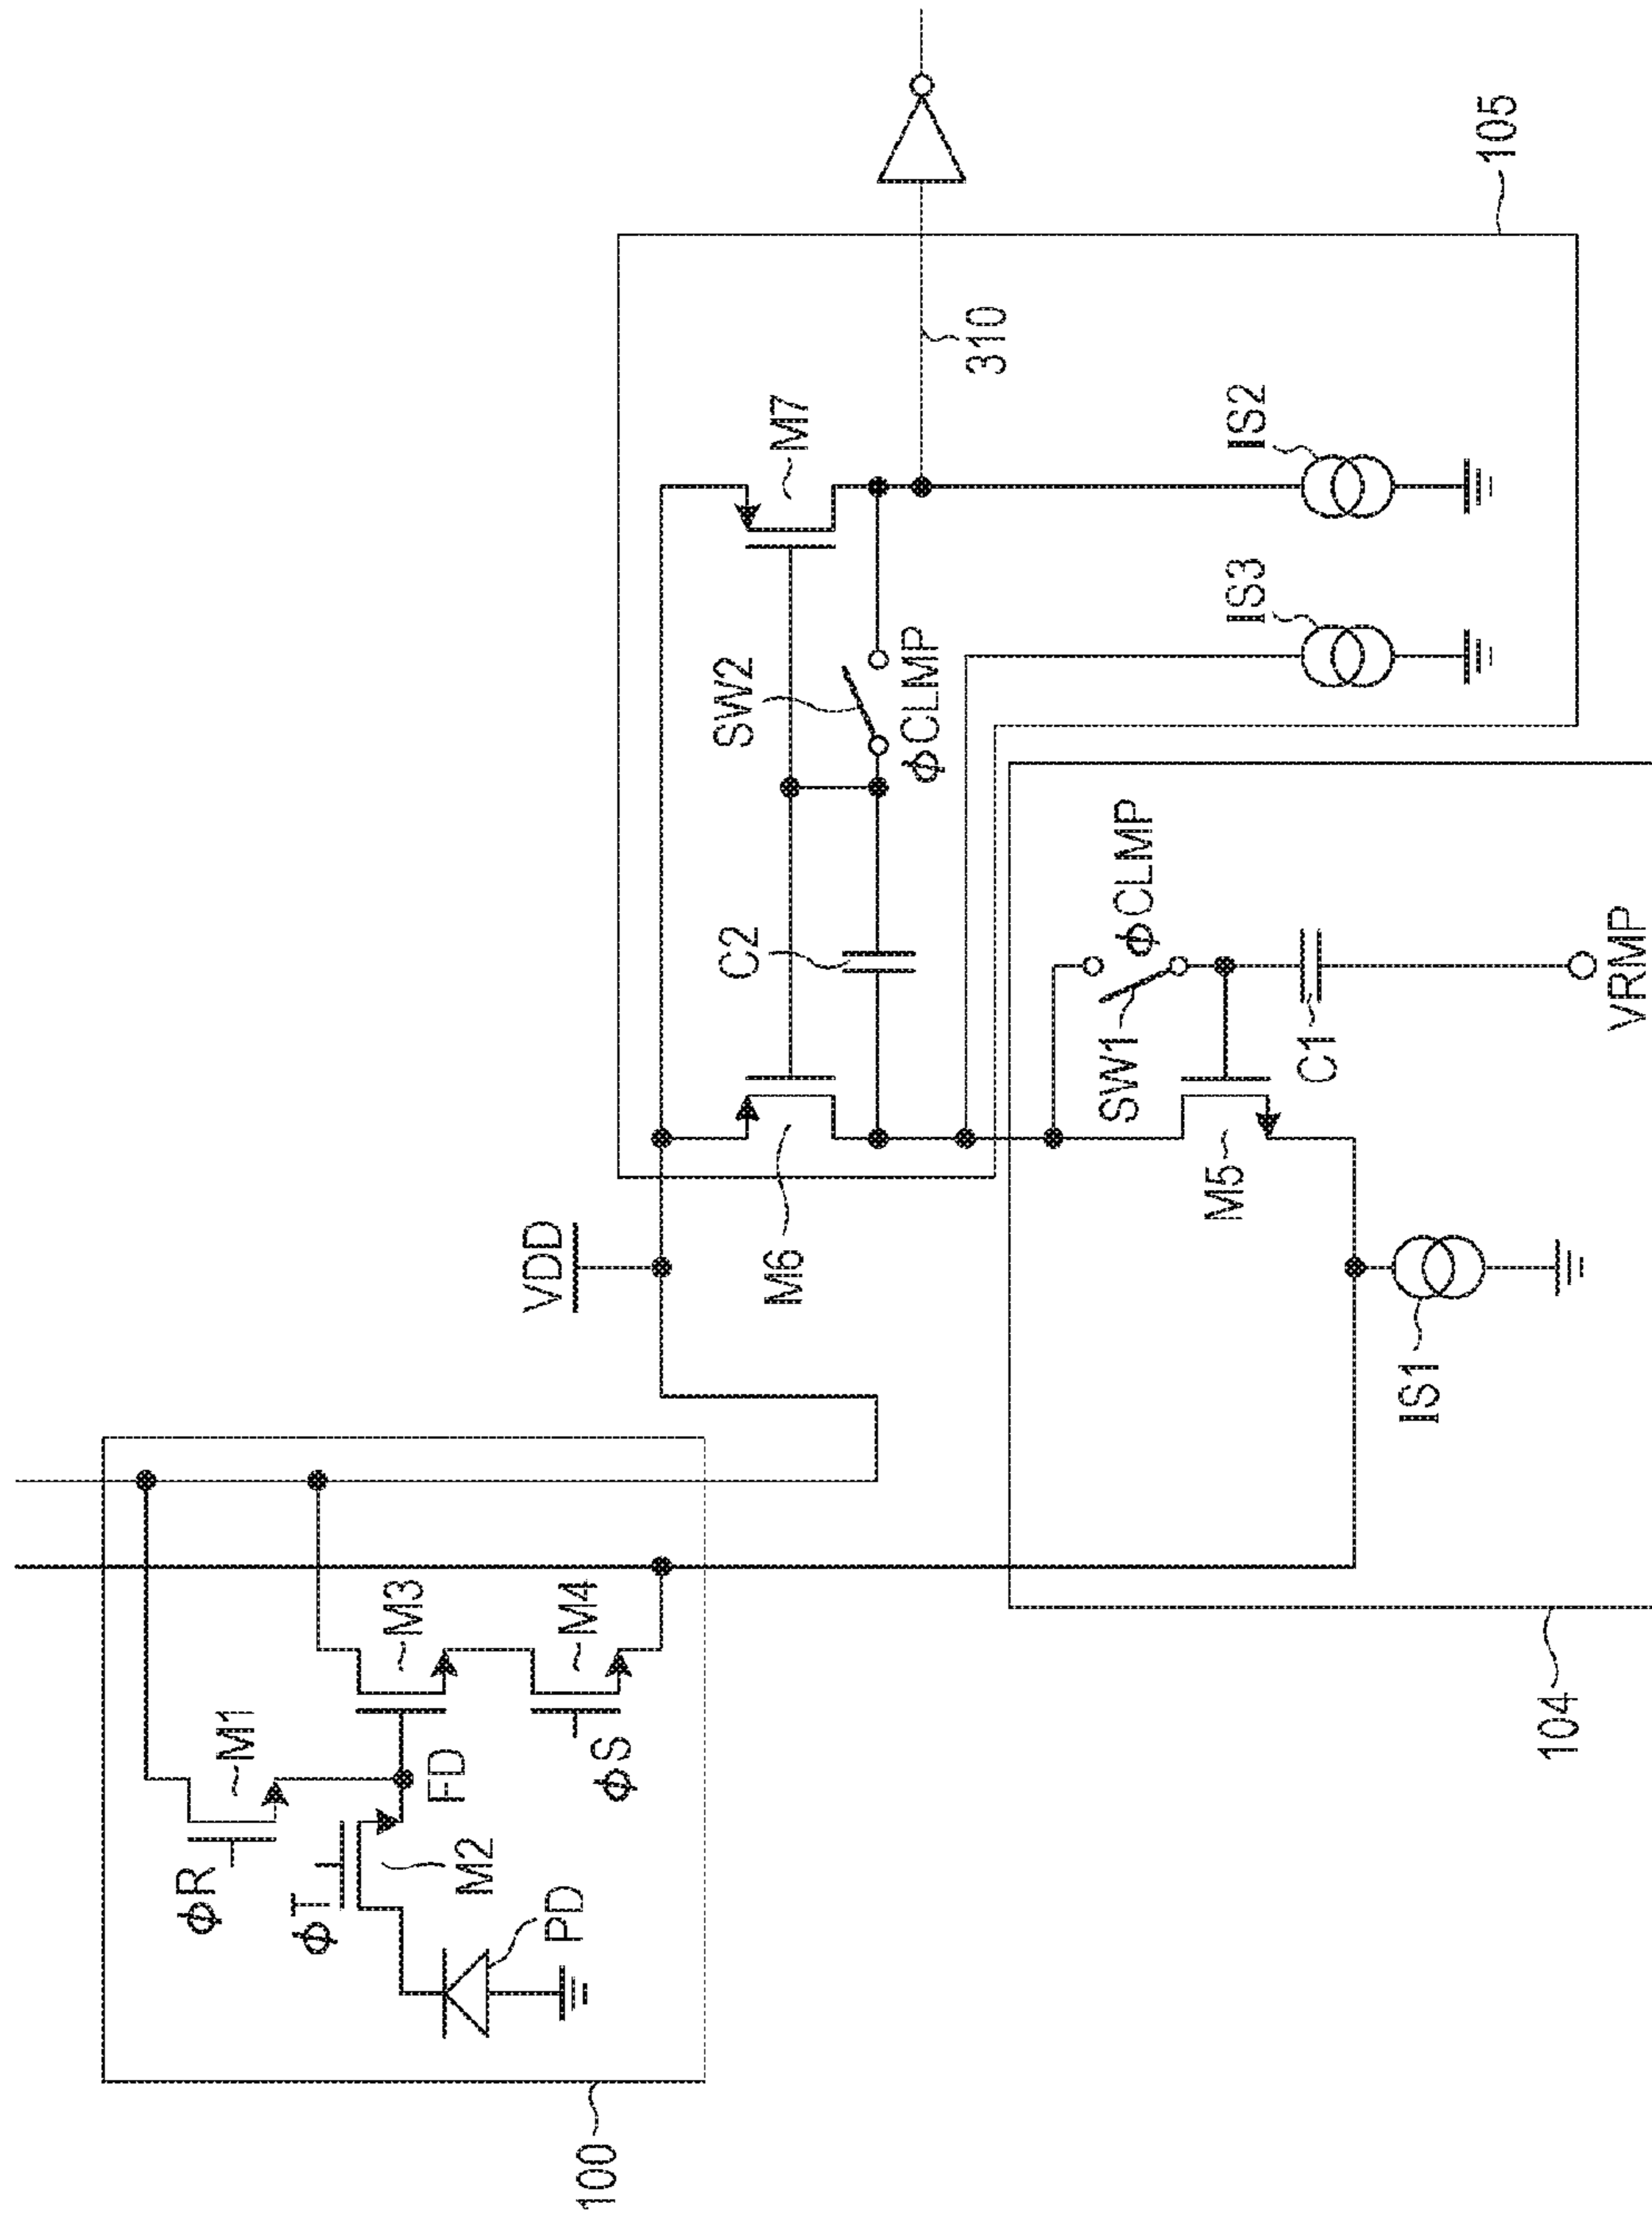 100
ϕR
M1
ϕT
M2
FD
M3
PD
ϕS
M4
VDD
M6
C2
SW2
ϕCLMP
M7
310
105
IS3
IS2
104
IS1
M5
SW1
ϕCLMP
C1
VRMP